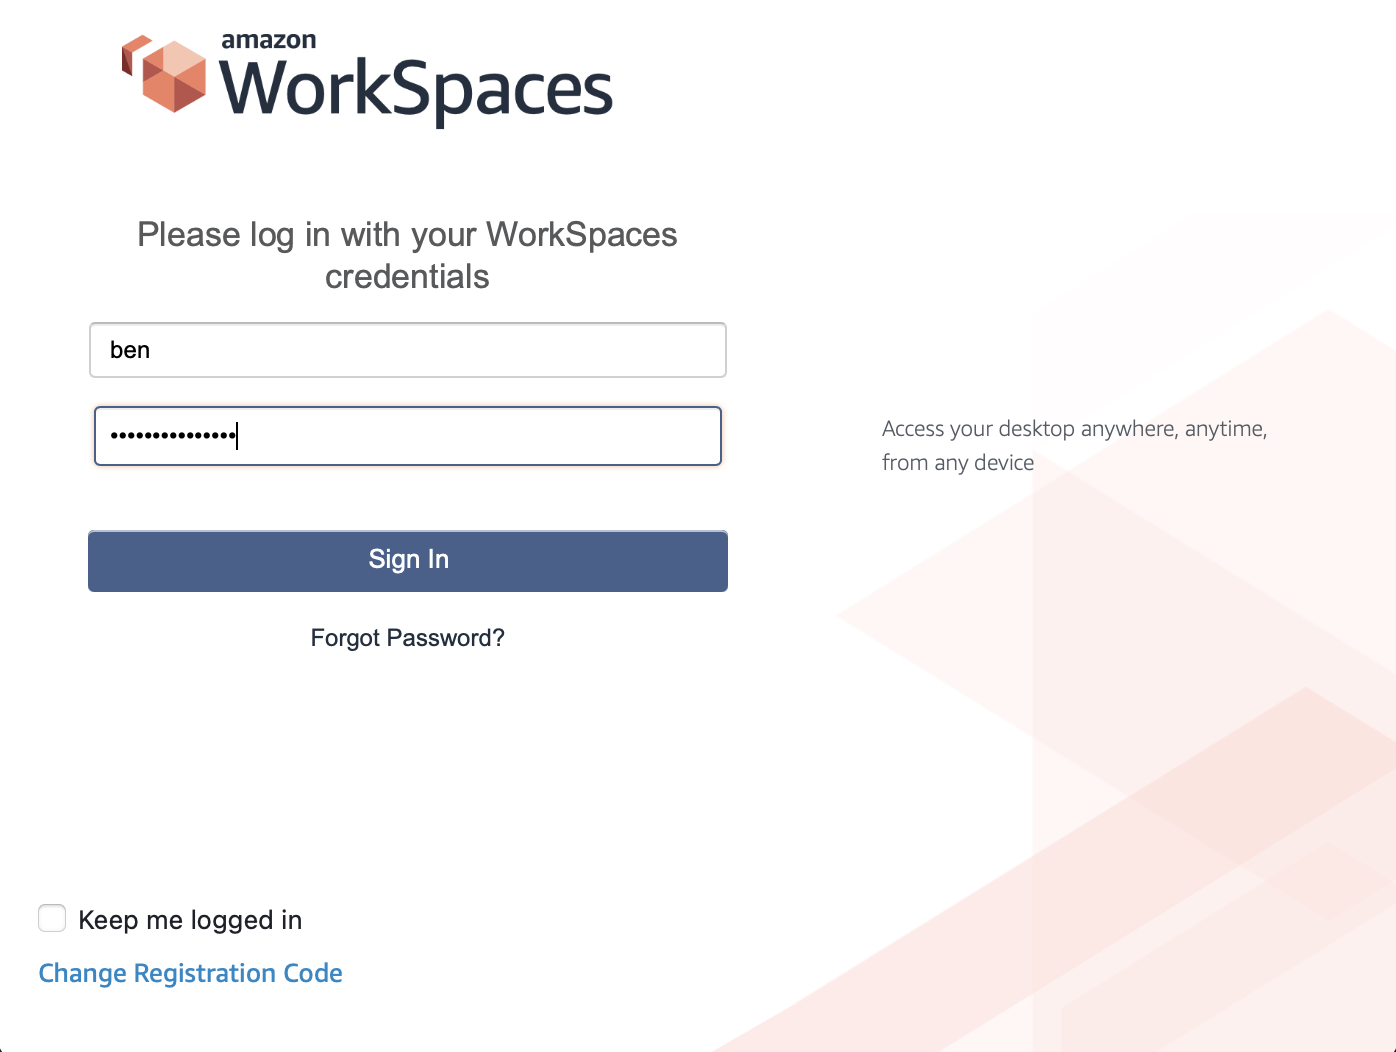 amazon
WorkSpaces
Please log in with your WorkSpaces
credentials
ben
•••••••••••••••
Sign In
Forgot Password?
Access your desktop anywhere, anytime,
from any device
Keep me logged in
Change Registration Code